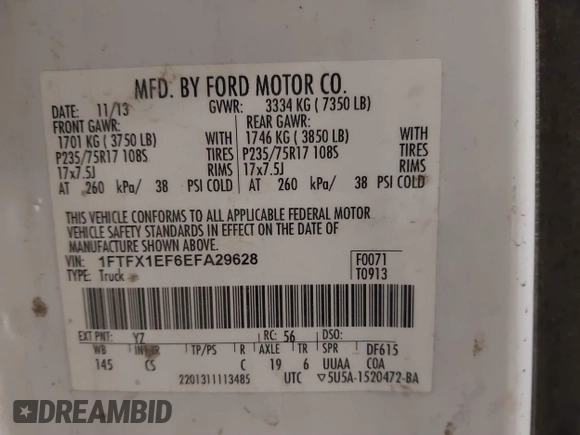 MFD. BY FORD MOTOR CO.
DATE: 11/13 GVWR: 3334 KG ( 7350 LB)
FRONT GAWR: REAR GAWR:
1701 KG ( 3750 LB) WITH 1746 KG ( 3850 LB) WITH
P235/75R17 108S TIRES P235/75R17 108S TIRES
17x7.5J RIMS 17x7.5J RIMS
AT 260 kPa/ 38 PSI COLD AT 260 kPa/ 38 PSI COLD
THIS VEHICLE CONFORMS TO ALL APPLICABLE FEDERAL MOTOR
VEHICLE SAFETY STANDARDS IN EFFECT ON THE DATE OF
MANUFACTURE SHOWN ABOVE.
VIN: 1FTFX1EF6EFA29628 F0071
TYPE: Truck T0913
EXT PNT: YZ RC: 56 DSO:
WB INT TR TP/PS R AXLE TR SPR DF615
145 CS C 19 6 UUAA COA
2201311113485 UTC ▽5U5A-1520472-BA
DREAMBID